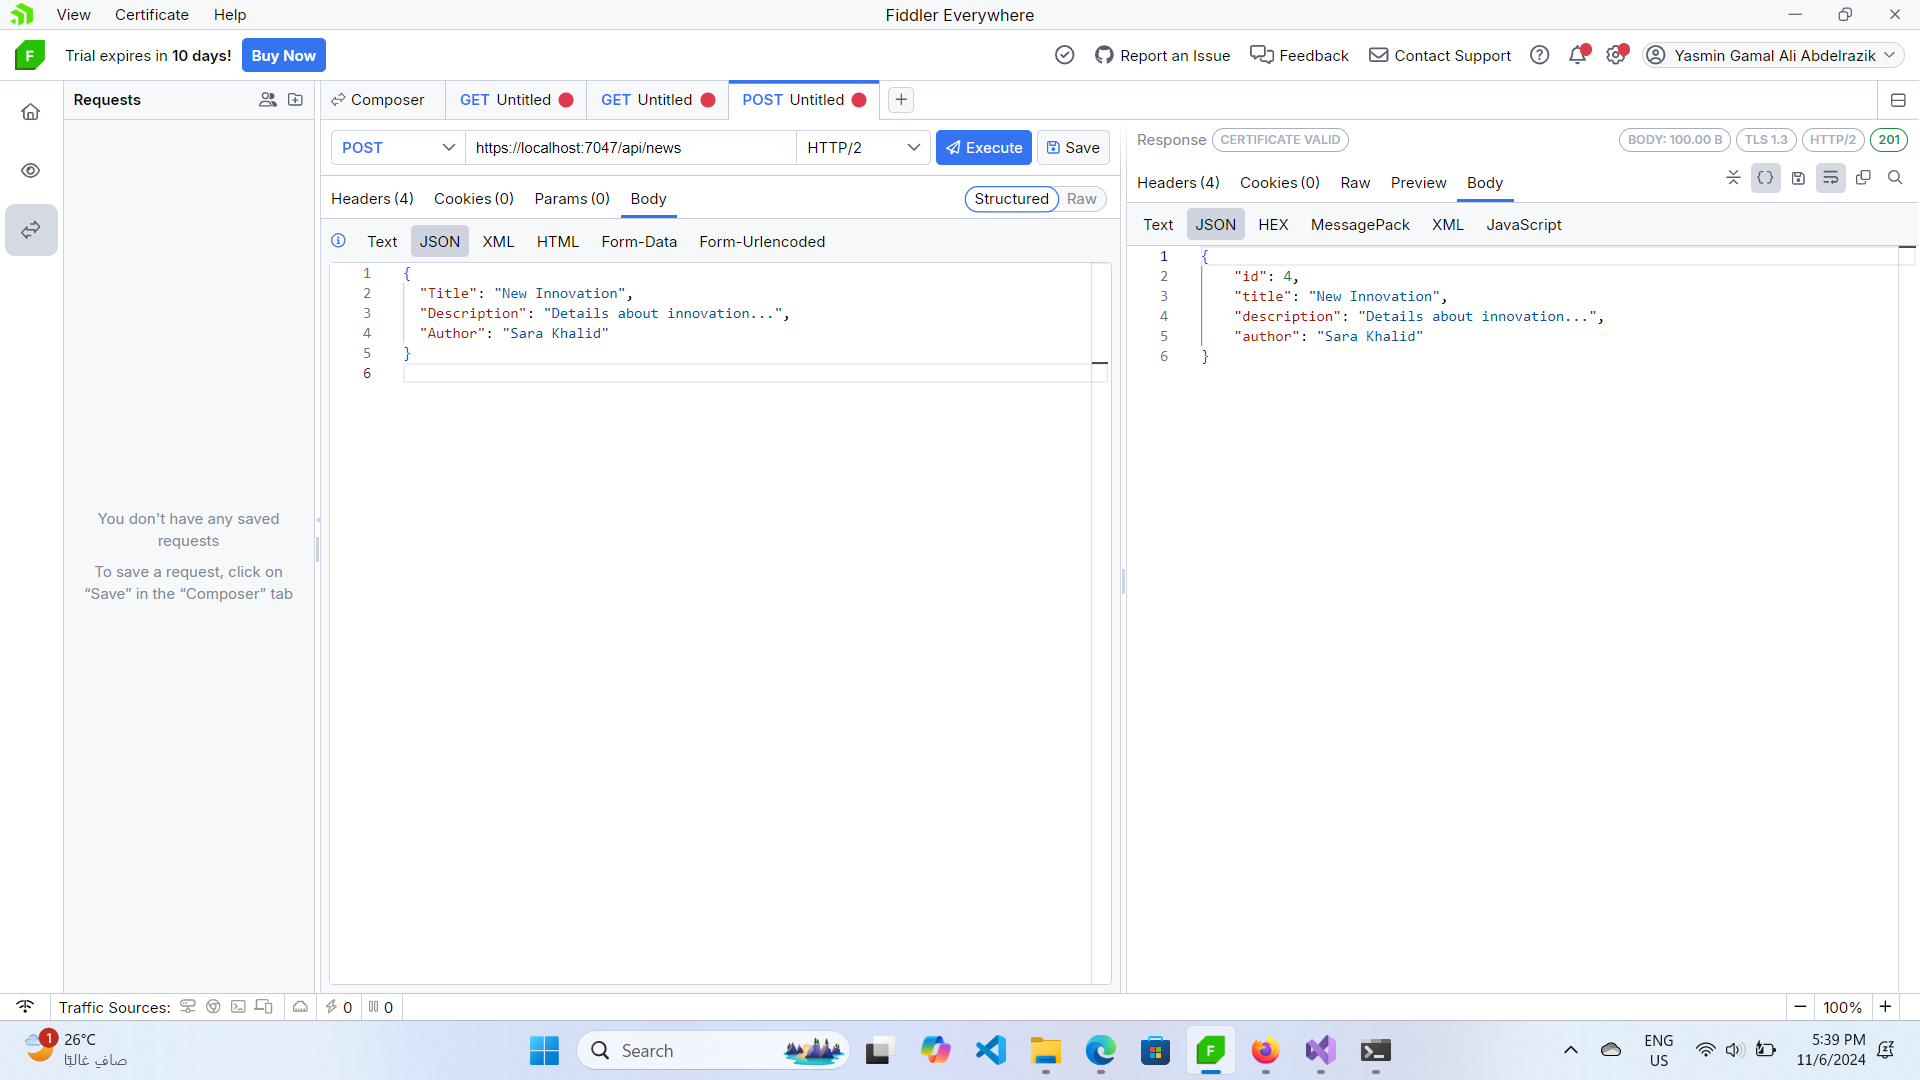 View Certificate Help
Fiddler Everywhere
F
Trial expires in 10 days!
Buy Now
Report an Issue
Feedback
Contact Support
Yasmin Gamal Ali Abdelrazik
Requests
Composer
GET Untitled
GET Untitled
POST Untitled
POST
https://localhost:7047/api/news
HTTP/2
Execute
Save
Headers (4) Cookies (0) Params (0) Body
Structured Raw
Text JSON XML HTML Form-Data Form-Urlencoded
1 {
2 "Title": "New Innovation",
3 "Description": "Details about innovation...",
4 "Author": "Sara Khalid"
5 }
6
You don't have any saved
requests
To save a request, click on
“Save” in the “Composer” tab
Response CERTIFICATE VALID
BODY: 100.00 B TLS 1.3 HTTP/2 201
Headers (4) Cookies (0) Raw Preview Body
Text JSON HEX MessagePack XML JavaScript
1 {
2 "id": 4,
3 "title": "New Innovation",
4 "description": "Details about innovation...",
5 "author": "Sara Khalid"
6 }
Traffic Sources:
0
0
100%
1
26°C
صافٍ غالبًا
Search
F
ENG
US
5:39 PM
11/6/2024